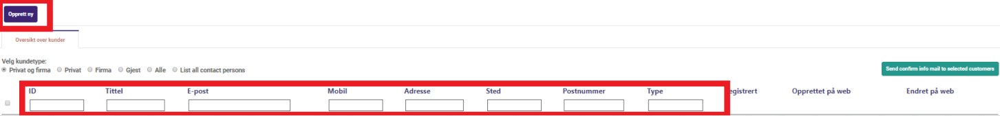 Opprett ny
Oversikt over kunder
Velg kundetype:
Privat og firma Privat Firma Gjest Alle List all contact persons
Send confirm info mail to selected customers
ID Tittel E-post Mobil Adresse Sted Postnummer Type egistrert Opprettet på web Endret på web